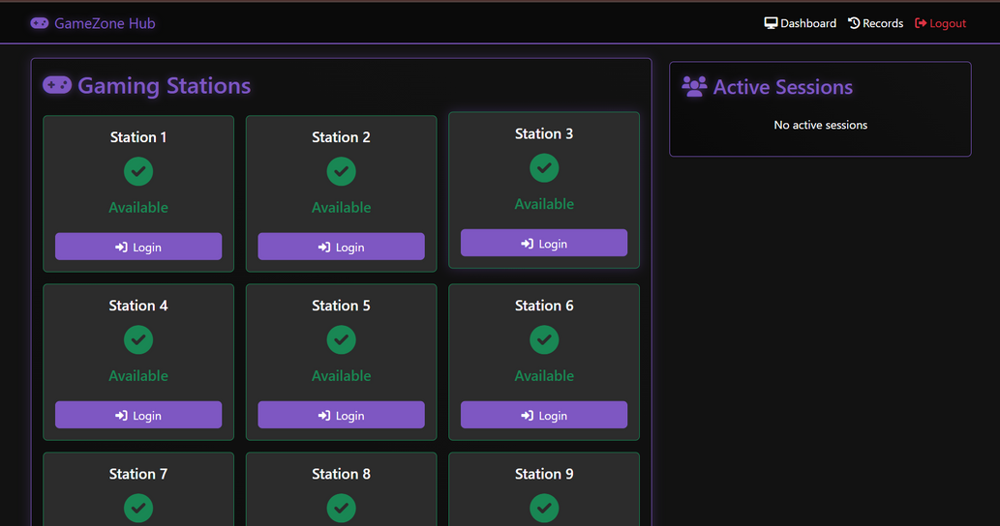 GameZone Hub
Dashboard Records Logout
Gaming Stations
Station 1
Available
Login
Station 2
Available
Login
Station 3
Available
Login
Station 4
Available
Login
Station 5
Available
Login
Station 6
Available
Login
Station 7
Station 8
Station 9
Active Sessions
No active sessions